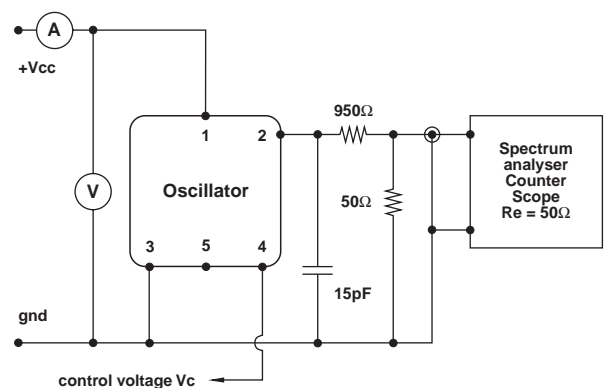 A
+Vcc
950Ω
1 2
V
Oscillator
50Ω
3 5 4
15pF
Spectrum
analyser
Counter
Scope
Re = 50Ω
gnd
control voltage Vc